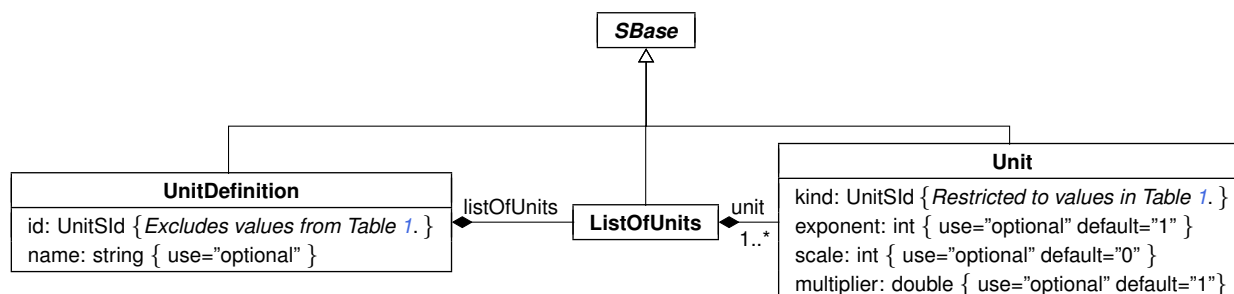 SBase
UnitDefinition
id: UnitSId {Excludes values from Table 1. }
name: string { use=”optional” }
listOfUnits
ListOfUnits
unit
1..*
Unit
kind: UnitSId {Restricted to values in Table 1. }
exponent: int { use=”optional” default=”1” }
scale: int { use=”optional” default=”0” }
multiplier: double { use=”optional” default=”1”}